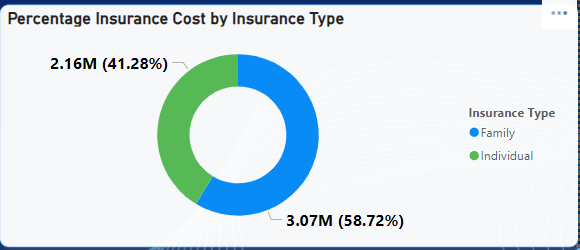 Percentage Insurance Cost by Insurance Type
2.16M (41.28%)
Insurance Type
Family
Individual
3.07M (58.72%)